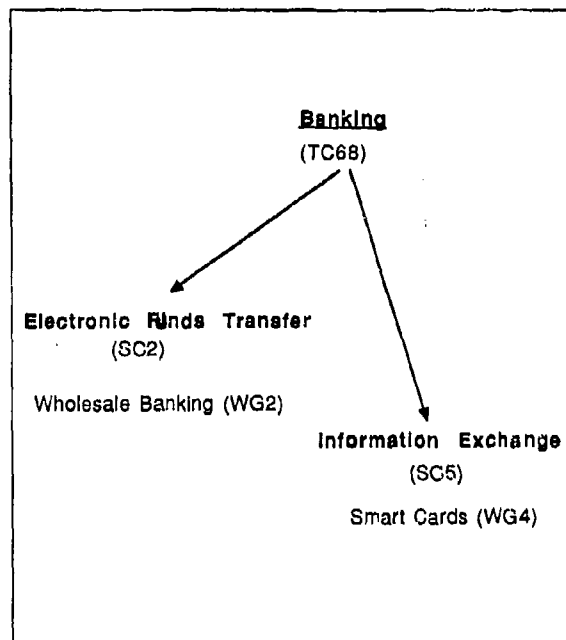 Banking
(TC68)
Electronic Funds Transfer
(SC2)
Wholesale Banking (WG2)
Information Exchange
(SC5)
Smart Cards (WG4)